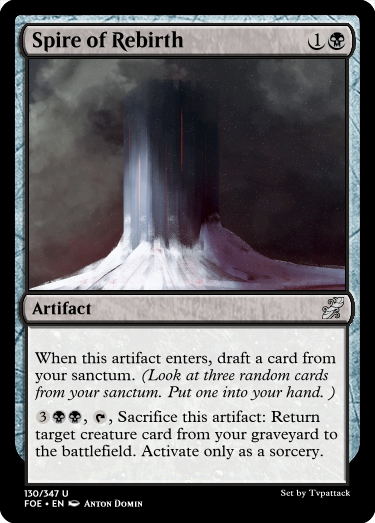 Spire of Rebirth 1
Artifact
When this artifact enters, draft a card from
your sanctum. (Look at three random cards
from your sanctum. Put one into your hand. )
3, , Sacrifice this artifact: Return
target creature card from your graveyard to
the battlefield. Activate only as a sorcery.
130/347 U
FOE • EN Anton Domin
Set by Tvpattack